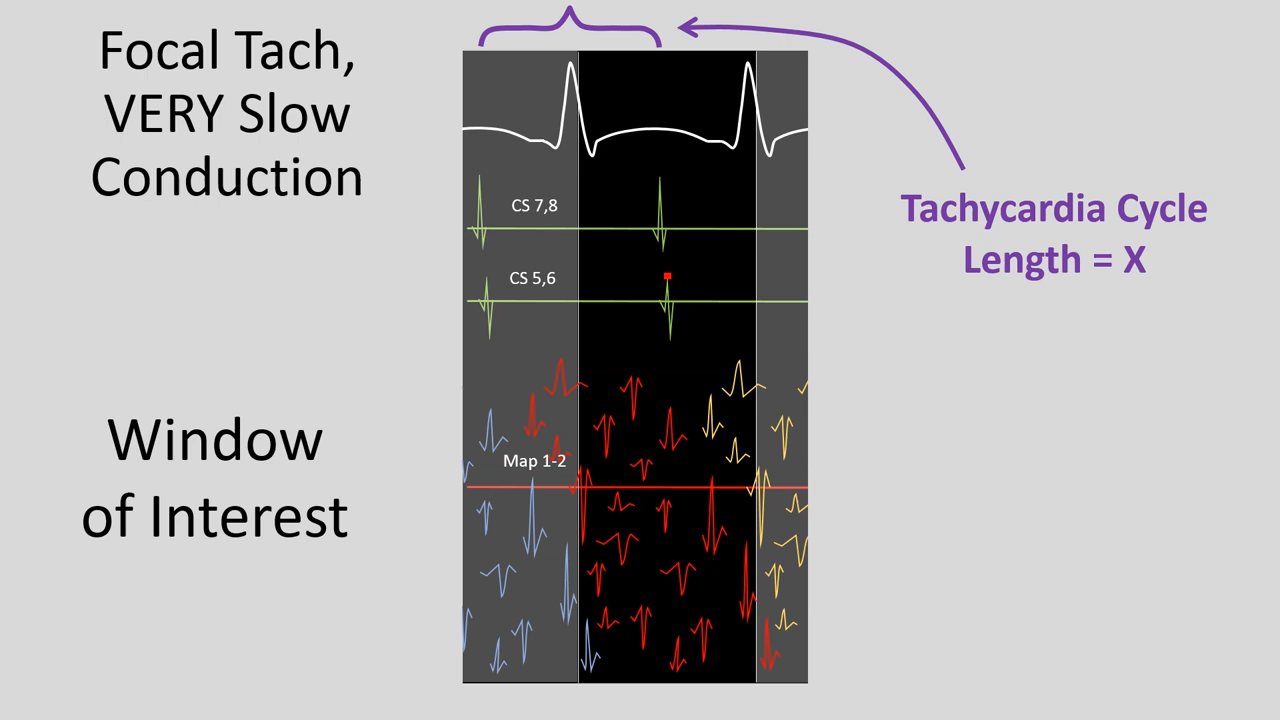 Focal Tach,
VERY Slow
Conduction
Tachycardia Cycle
Length = X
CS 7,8
CS 5,6
Map 1-2
Window
of Interest